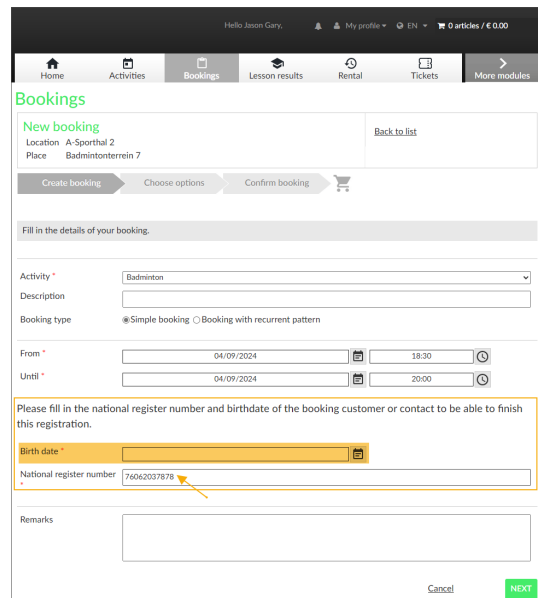 Hello Jason Gary, My profile EN 0 articles / € 0.00
Home Activities Bookings Lesson results Rental Tickets More modules
Bookings
New booking
Back to list
Location A-Sporthal 2
Place Badmintonterrein 7
Create booking Choose options Confirm booking
Fill in the details of your booking.
Activity * Badminton
Description
Booking type Simple booking Booking with recurrent pattern
From * 04/09/2024 18:30
Until * 04/09/2024 20:00
Please fill in the national register number and birthdate of the booking customer or contact to be able to finish
this registration.
Birth date *
National register number
* 76062037878
Remarks
Cancel NEXT